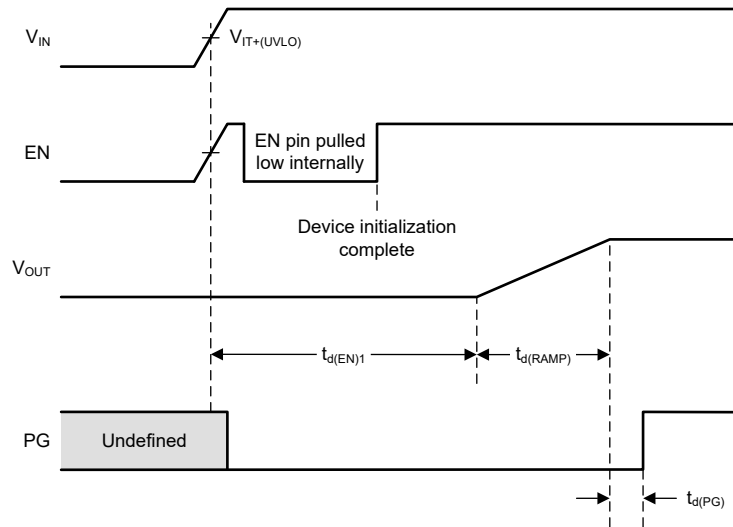 VIN
VIT+(UVLO)
EN
EN pin pulled
low internally
Device initialization
complete
VOUT
td(EN)1
td(RAMP)
PG
Undefined
td(PG)